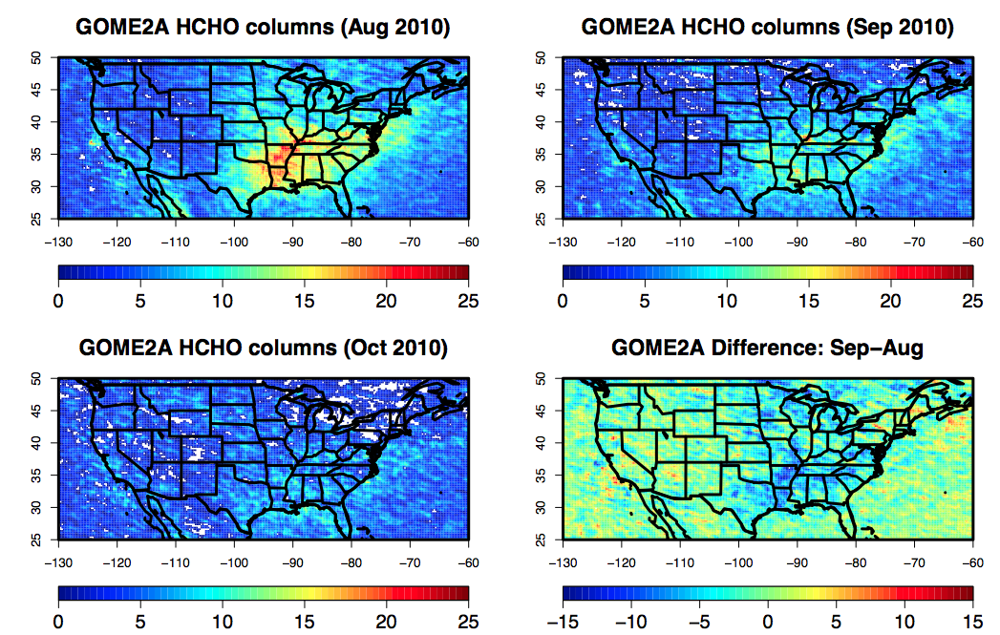 GOME2A HCHO columns (Aug 2010)
50
45
40
35
30
25
−130 −120 −110 −100 −90 −80 −70 −60
0 5 10 15 20 25
GOME2A HCHO columns (Sep 2010)
50
45
40
35
30
25
−130 −120 −110 −100 −90 −80 −70 −60
0 5 10 15 20 25
GOME2A HCHO columns (Oct 2010)
50
45
40
35
30
25
−130 −120 −110 −100 −90 −80 −70 −60
0 5 10 15 20 25
GOME2A Difference: Sep−Aug
50
45
40
35
30
25
−130 −120 −110 −100 −90 −80 −70 −60
−15 −10 −5 0 5 10 15